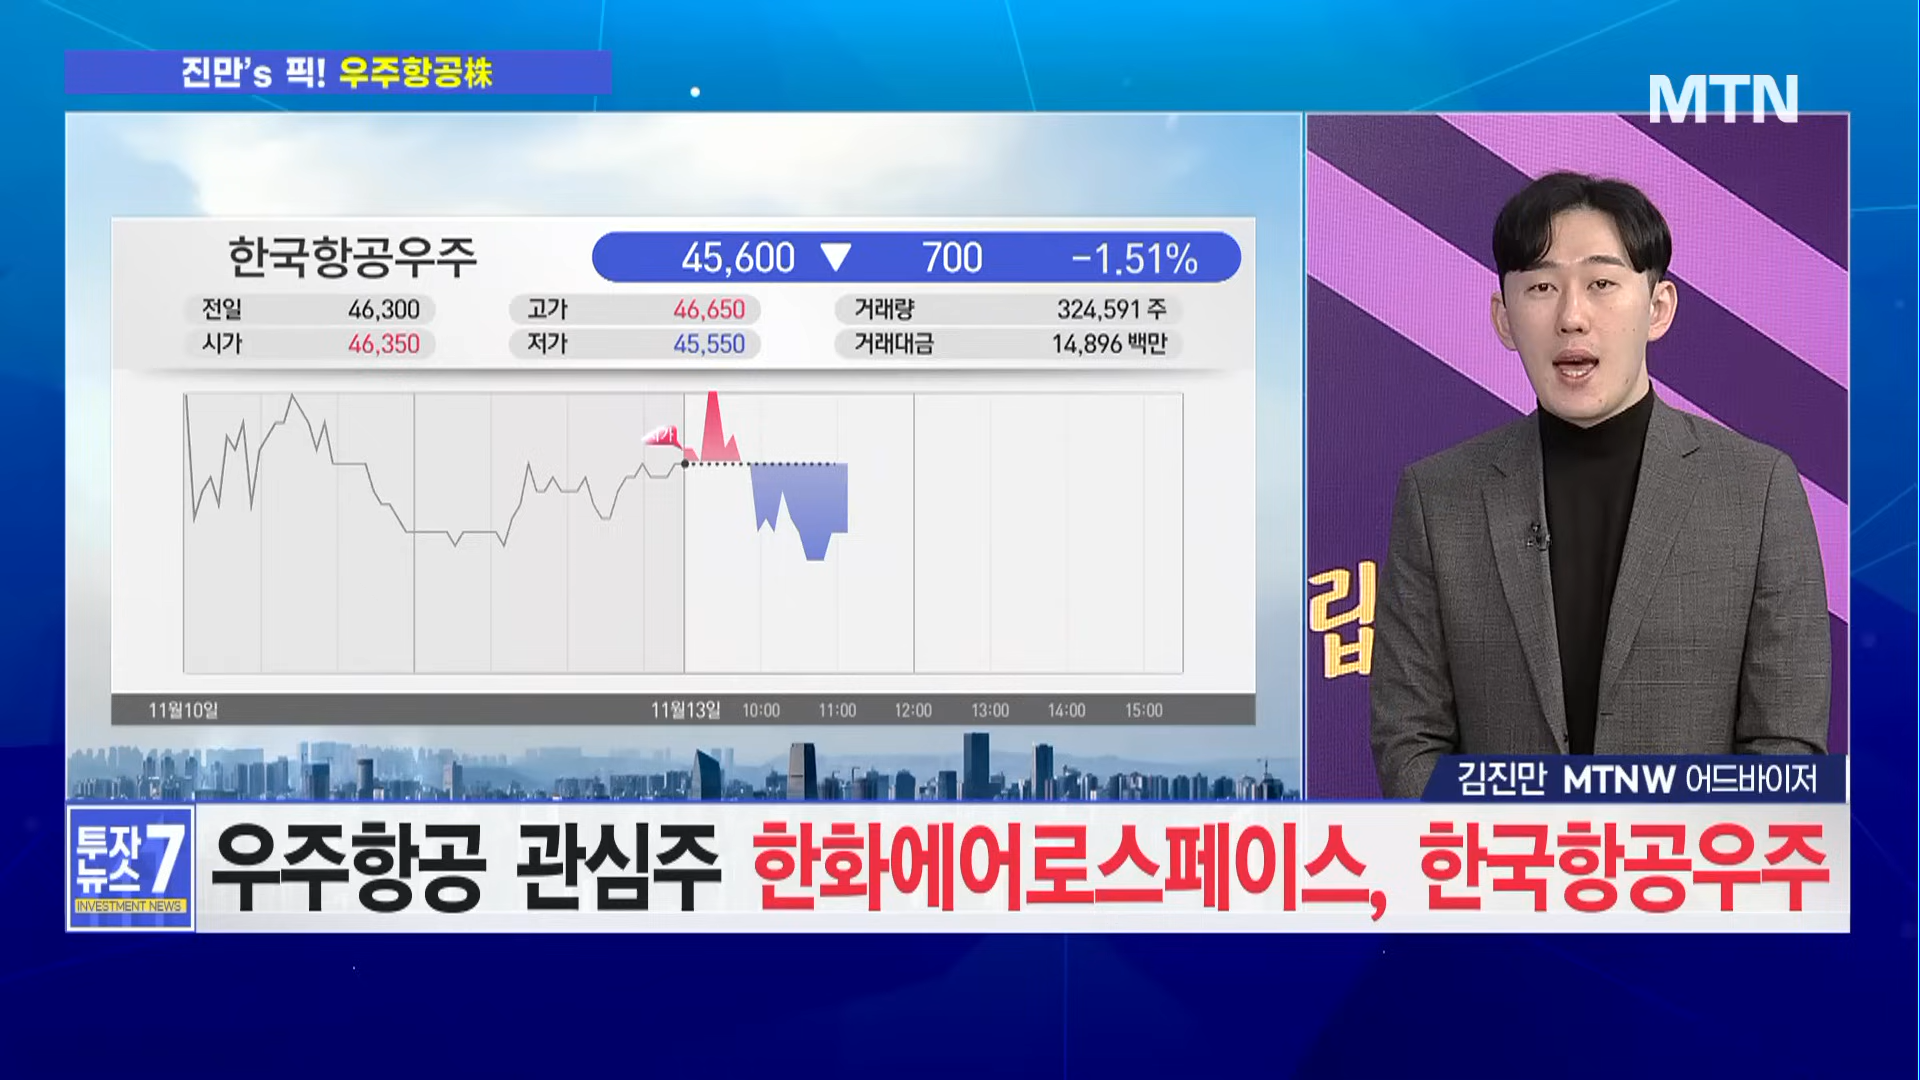 진만's 픽! 우주항공株
MTN
한국항공우주 45,600 ▼ 700 -1.51%
전일 46,300 고가 46,650 거래량 324,591 주
시가 46,350 저가 45,550 거래대금 14,896 백만
11월10일 11월13일 10:00 11:00 12:00 13:00 14:00 15:00
립
김진만 MTNW 어드바이저
투자
뉴스 7
INVESTMENT NEWS
우주항공 관심주 한화에어로스페이스, 한국항공우주